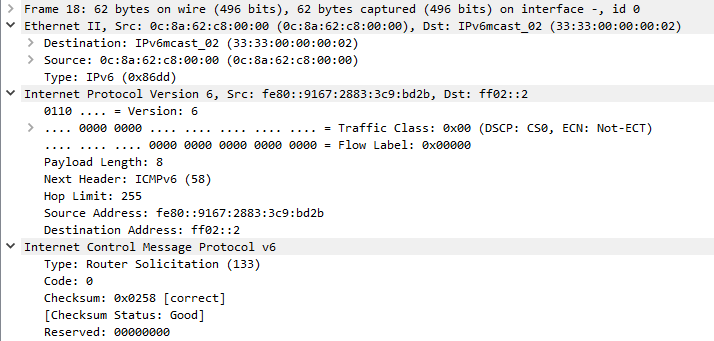 Frame 18: 62 bytes on wire (496 bits), 62 bytes captured (496 bits) on interface -, id 0
Ethernet II, Src: 0c:8a:62:c8:00:00 (0c:8a:62:c8:00:00), Dst: IPv6mcast_02 (33:33:00:00:00:02)
Destination: IPv6mcast_02 (33:33:00:00:00:02)
Source: 0c:8a:62:c8:00:00 (0c:8a:62:c8:00:00)
Type: IPv6 (0x86dd)
Internet Protocol Version 6, Src: fe80::9167:2883:3c9:bd2b, Dst: ff02::2
0110 .... = Version: 6
.... 0000 0000 .... .... .... .... .... = Traffic Class: 0x00 (DSCP: CS0, ECN: Not-ECT)
.... .... .... 0000 0000 0000 0000 0000 = Flow Label: 0x00000
Payload Length: 8
Next Header: ICMPv6 (58)
Hop Limit: 255
Source Address: fe80::9167:2883:3c9:bd2b
Destination Address: ff02::2
Internet Control Message Protocol v6
Type: Router Solicitation (133)
Code: 0
Checksum: 0x0258 [correct]
[Checksum Status: Good]
Reserved: 00000000